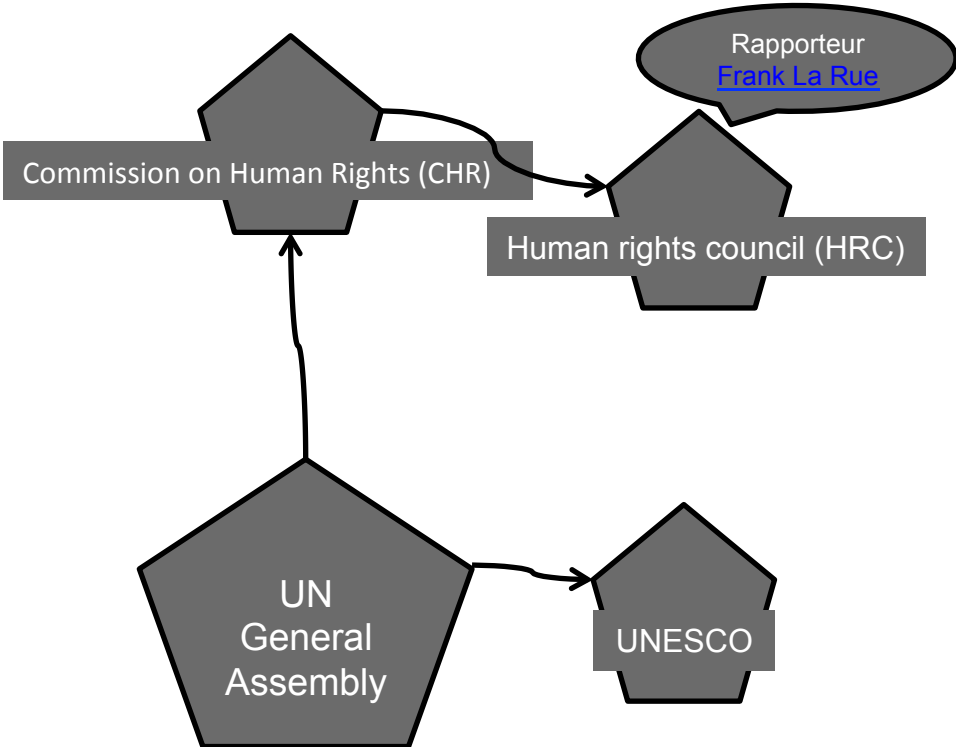 Rapporteur
Frank La Rue
Commission on Human Rights (CHR)
Human rights council (HRC)
UN
General
Assembly
UNESCO